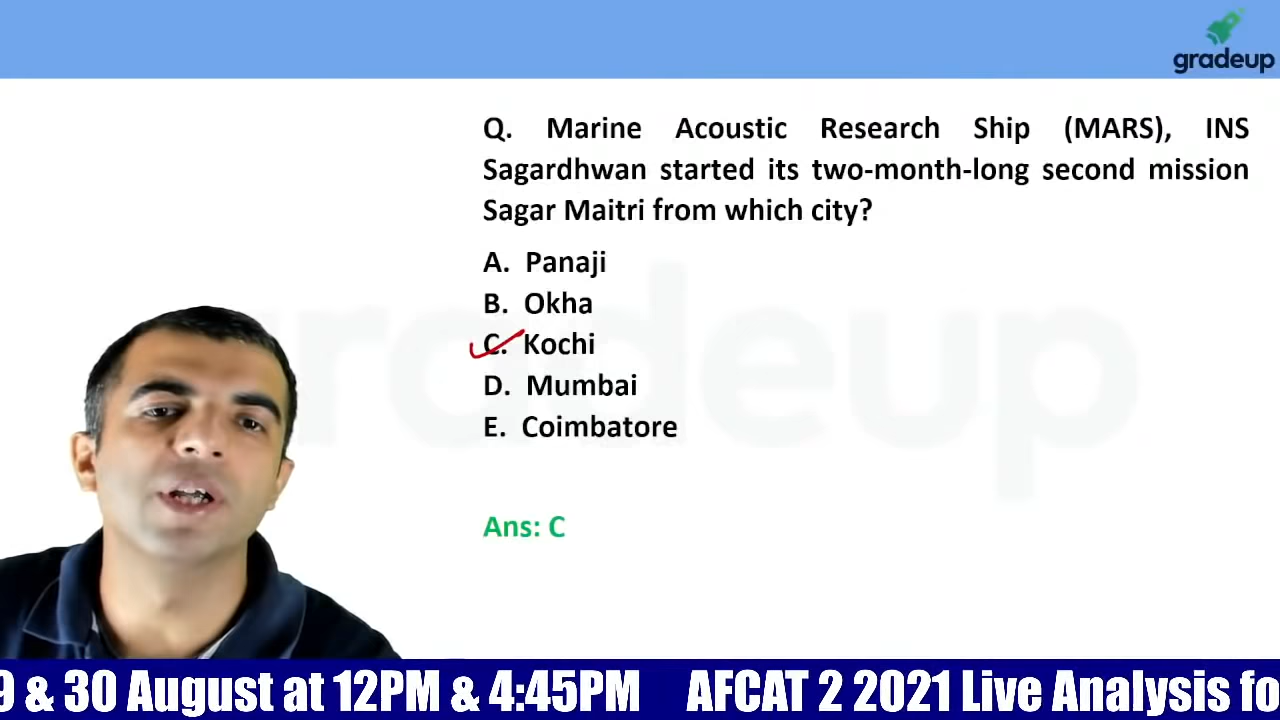 gradeup
Q. Marine Acoustic Research Ship (MARS), INS
Sagardhwan started its two-month-long second mission
Sagar Maitri from which city?
A. Panaji
B. Okha
C. Kochi
D. Mumbai
E. Coimbatore
gradeup
Ans: C
9 & 30 August at 12PM & 4:45PM AFCAT 2 2021 Live Analysis fo